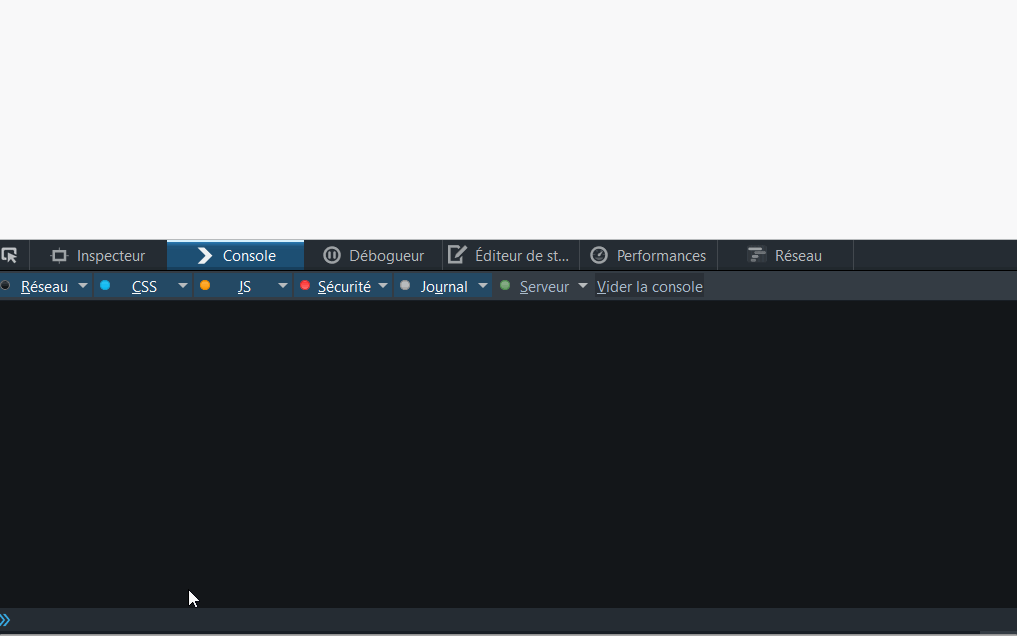 Inspecteur Console Débogueur Éditeur de st... Performances Réseau
Réseau CSS JS Sécurité Journal Serveur Vider la console